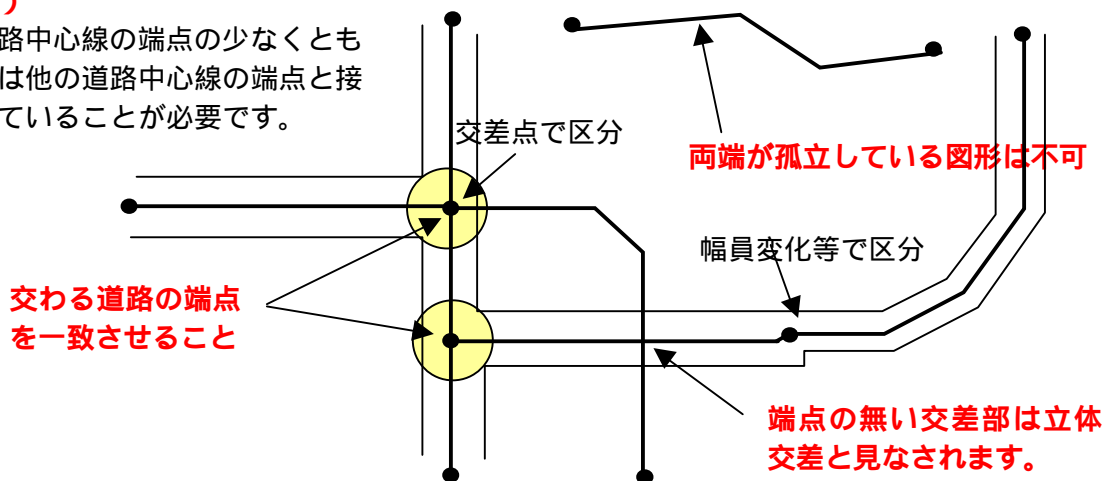 ）
路中心線の端点の少なくとも
は他の道路中心線の端点と接
ていることが必要です。
交差点で区分
両端が孤立している図形は不可
幅員変化等で区分
交わる道路の端点
を一致させること
端点の無い交差部は立体
交差と見なされます。